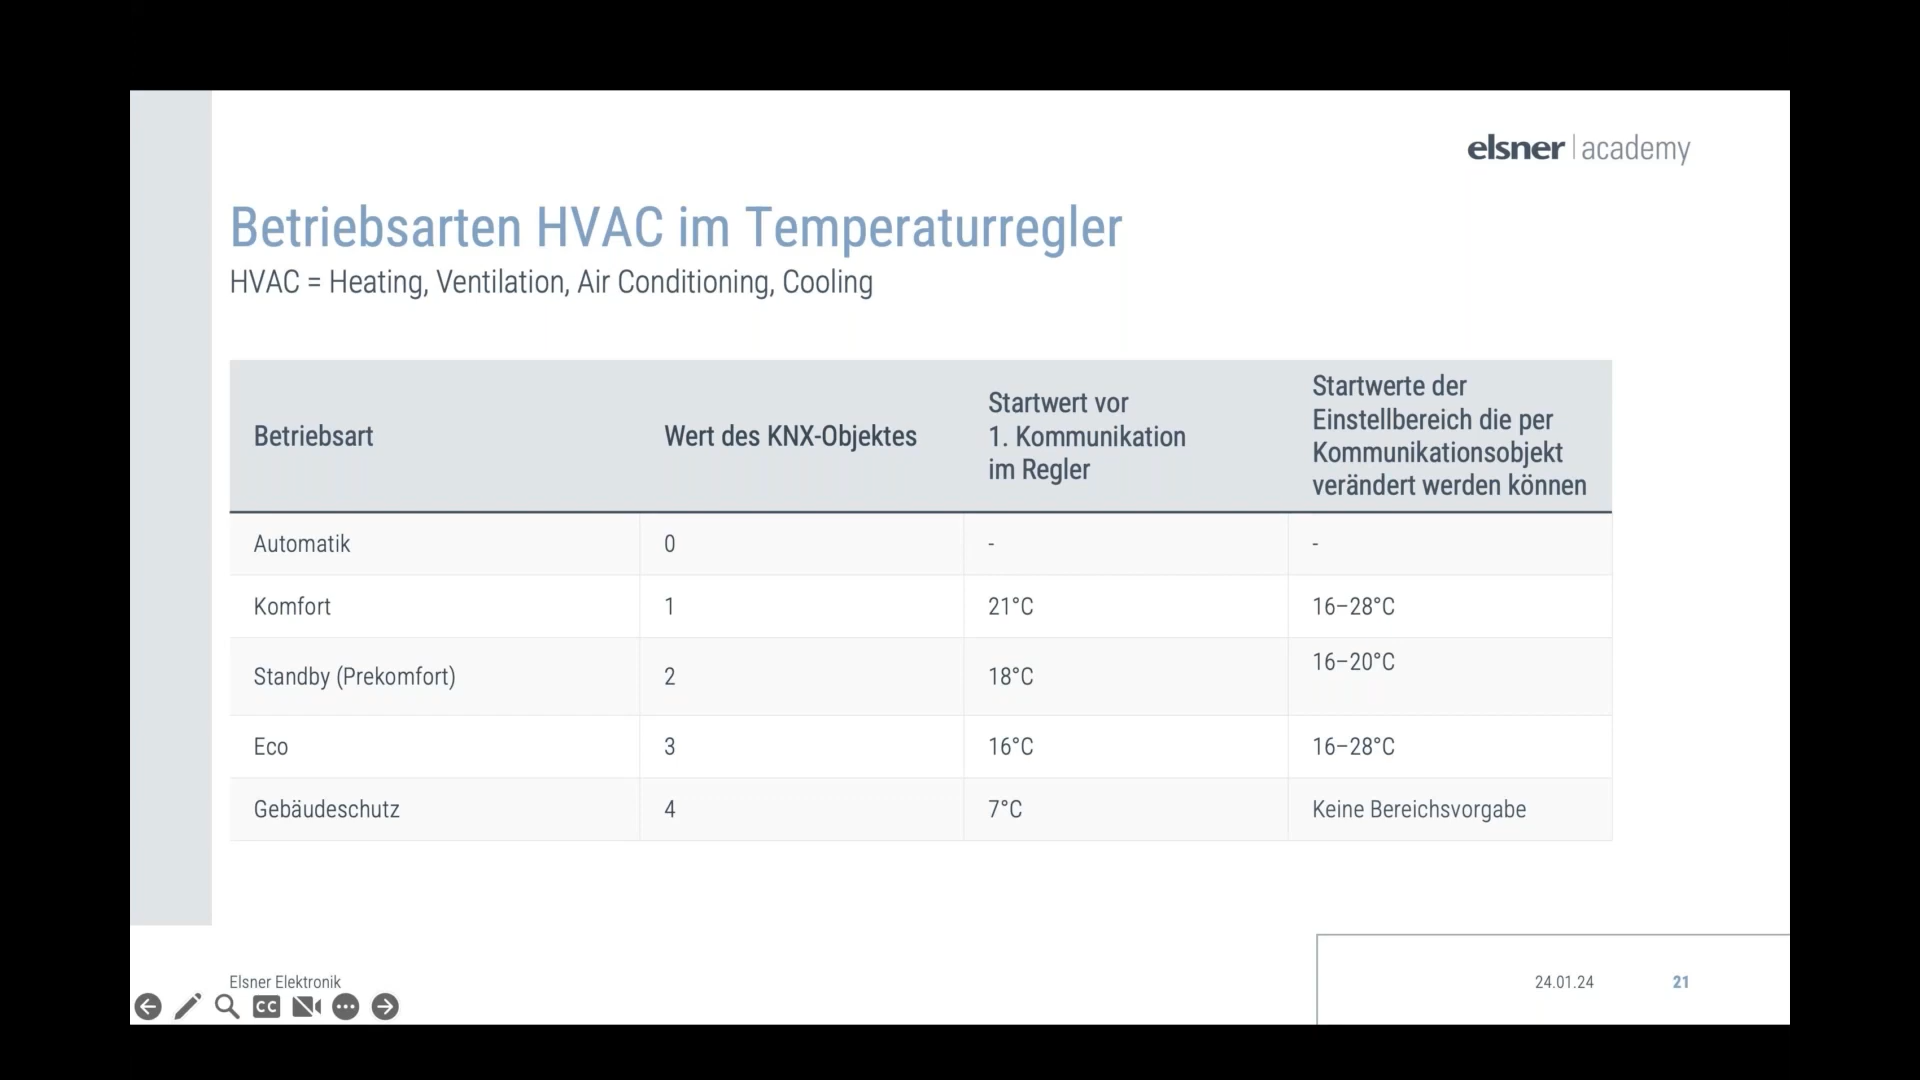 elsner | academy
Betriebsarten HVAC im Temperaturregler
HVAC = Heating, Ventilation, Air Conditioning, Cooling
Betriebsart
Wert des KNX-Objektes
Startwert vor
1. Kommunikation
im Regler
Startwerte der
Einstellbereich die per
Kommunikationsobjekt
verändert werden können
Automatik 0 - -
Komfort 1 21°C 16–28°C
Standby (Prekomfort) 2 18°C 16–20°C
Eco 3 16°C 16–28°C
Gebäudeschutz 4 7°C Keine Bereichsvorgabe
Elsner Elektronik
CC
24.01.24 21